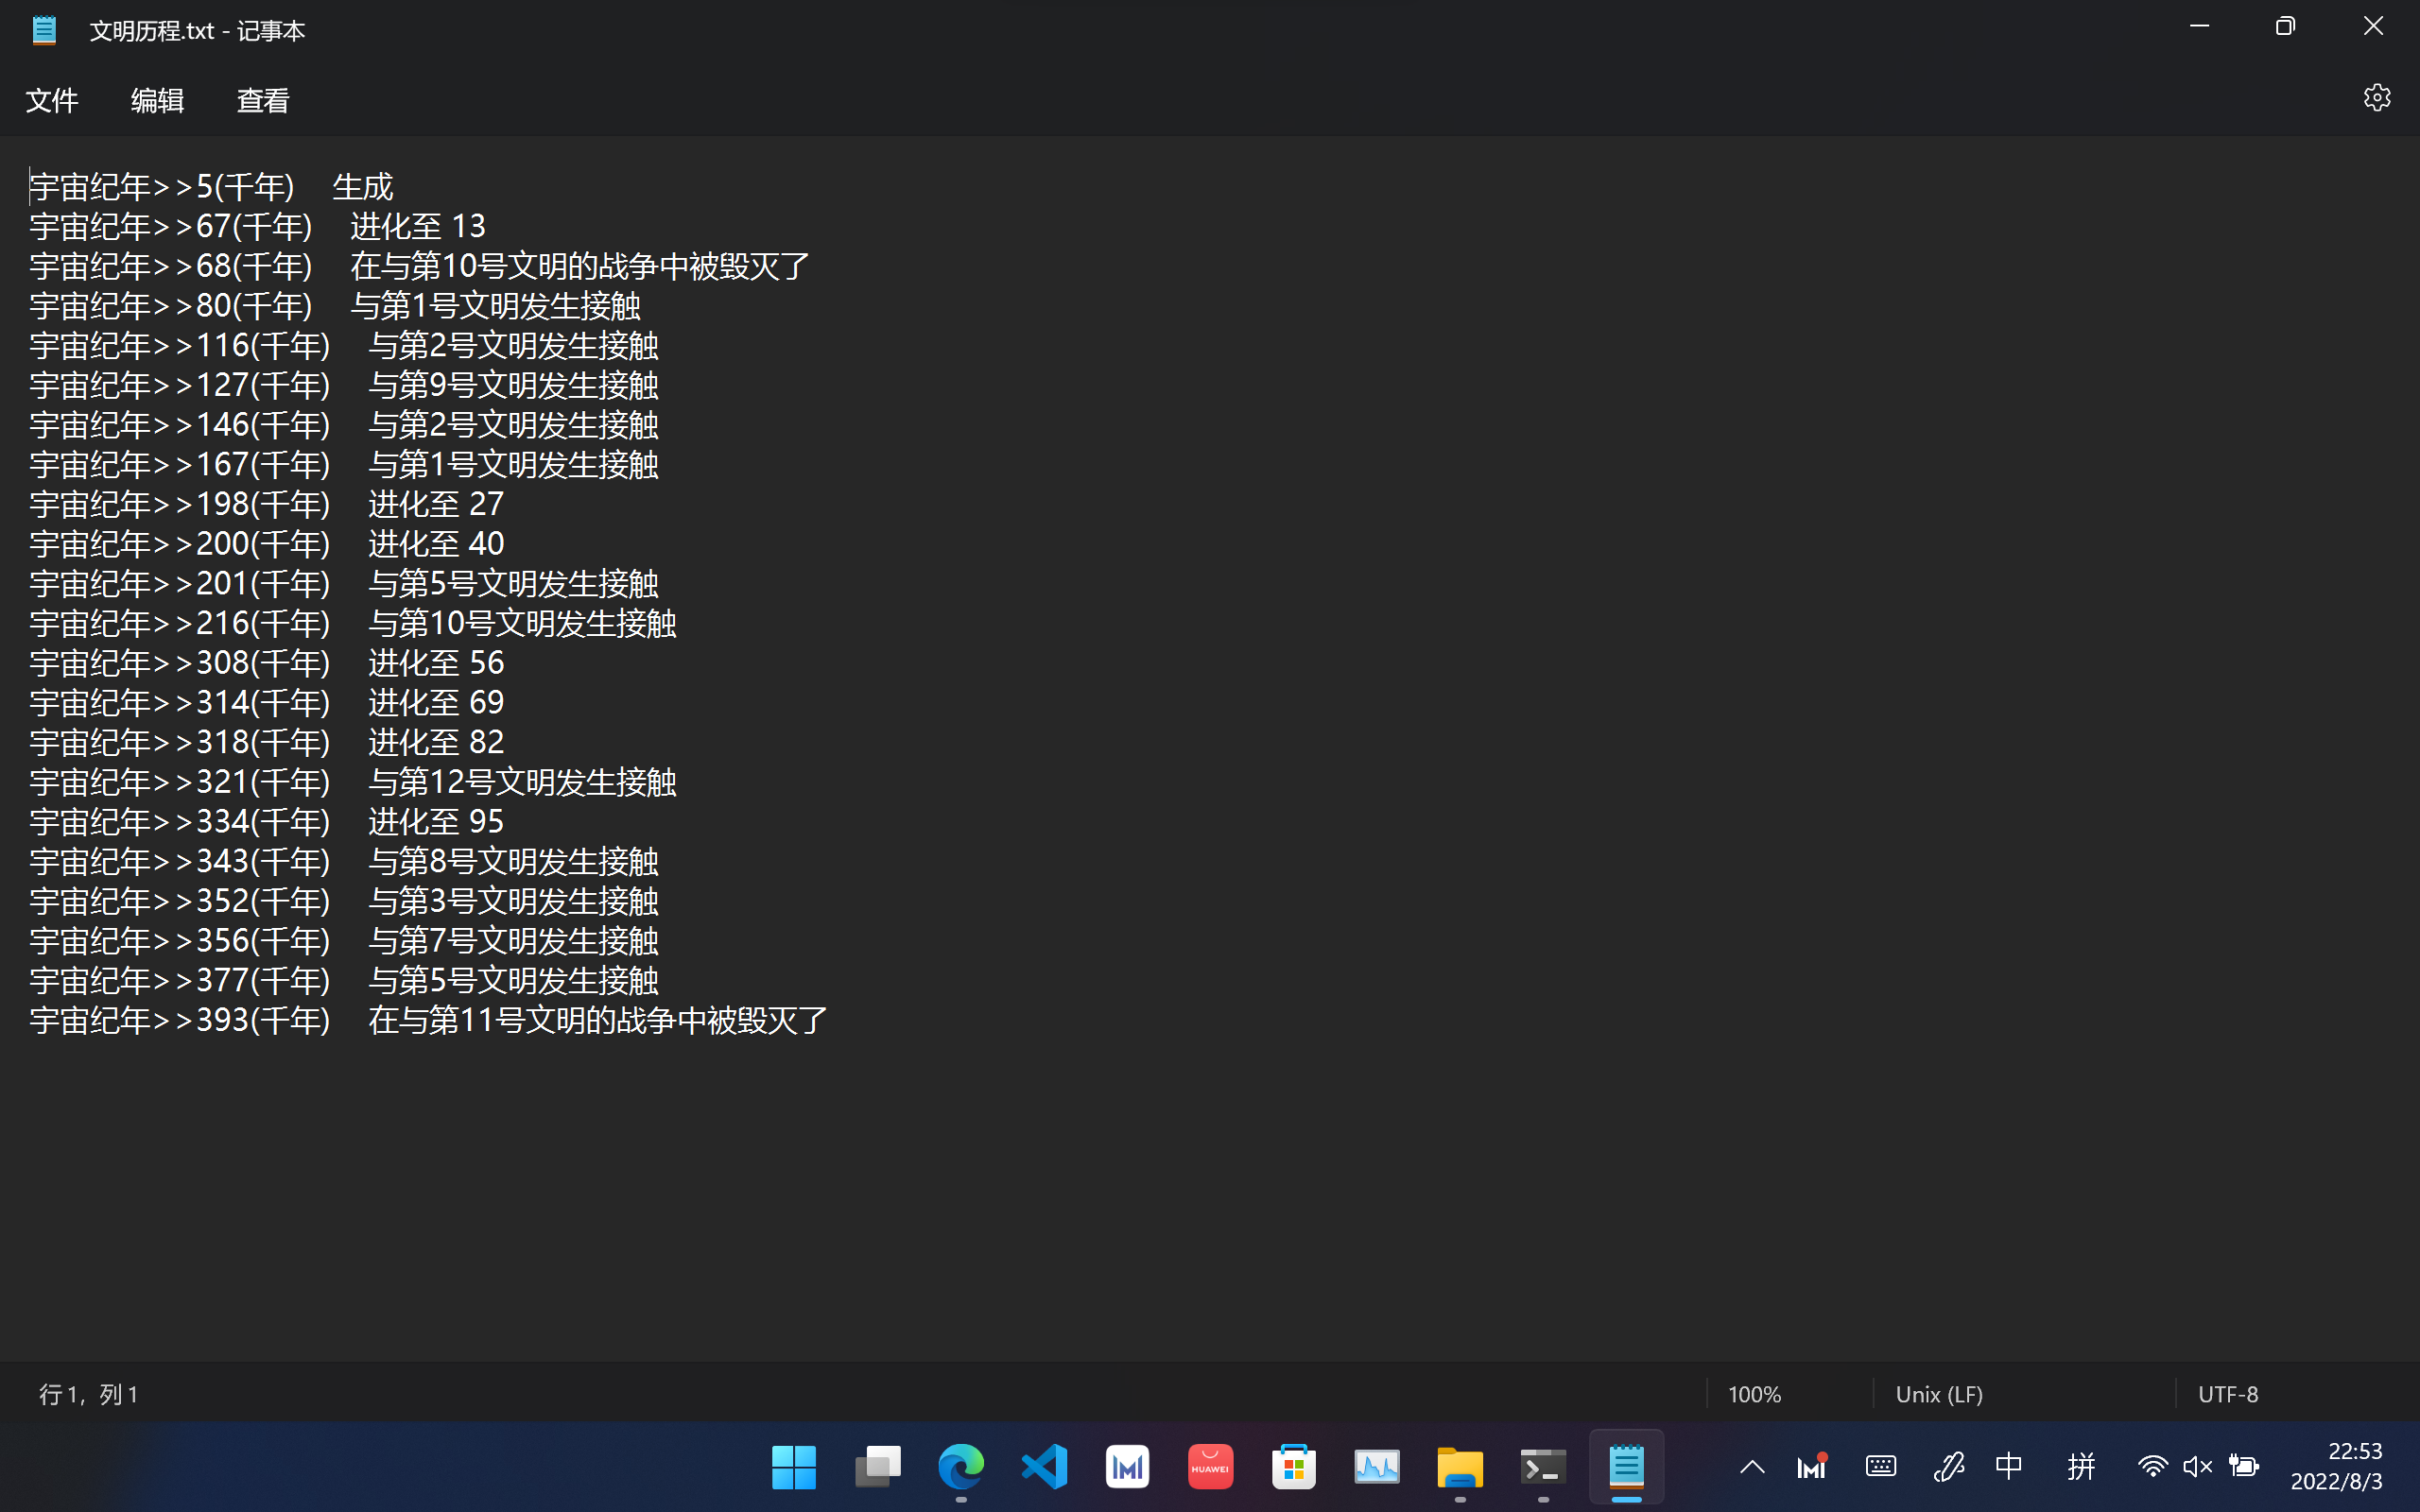 文明历程.txt - 记事本
文件 编辑 查看
宇宙纪年>>5(千年) 生成
宇宙纪年>>67(千年) 进化至 13
宇宙纪年>>68(千年) 在与第10号文明的战争中被毁灭了
宇宙纪年>>80(千年) 与第1号文明发生接触
宇宙纪年>>116(千年) 与第2号文明发生接触
宇宙纪年>>127(千年) 与第9号文明发生接触
宇宙纪年>>146(千年) 与第2号文明发生接触
宇宙纪年>>167(千年) 与第1号文明发生接触
宇宙纪年>>198(千年) 进化至 27
宇宙纪年>>200(千年) 进化至 40
宇宙纪年>>201(千年) 与第5号文明发生接触
宇宙纪年>>216(千年) 与第10号文明发生接触
宇宙纪年>>308(千年) 进化至 56
宇宙纪年>>314(千年) 进化至 69
宇宙纪年>>318(千年) 进化至 82
宇宙纪年>>321(千年) 与第12号文明发生接触
宇宙纪年>>334(千年) 进化至 95
宇宙纪年>>343(千年) 与第8号文明发生接触
宇宙纪年>>352(千年) 与第3号文明发生接触
宇宙纪年>>356(千年) 与第7号文明发生接触
宇宙纪年>>377(千年) 与第5号文明发生接触
宇宙纪年>>393(千年) 在与第11号文明的战争中被毁灭了
行 1, 列 1 100% Unix (LF) UTF-8
HUAWEI 中 拼 22:53
2022/8/3